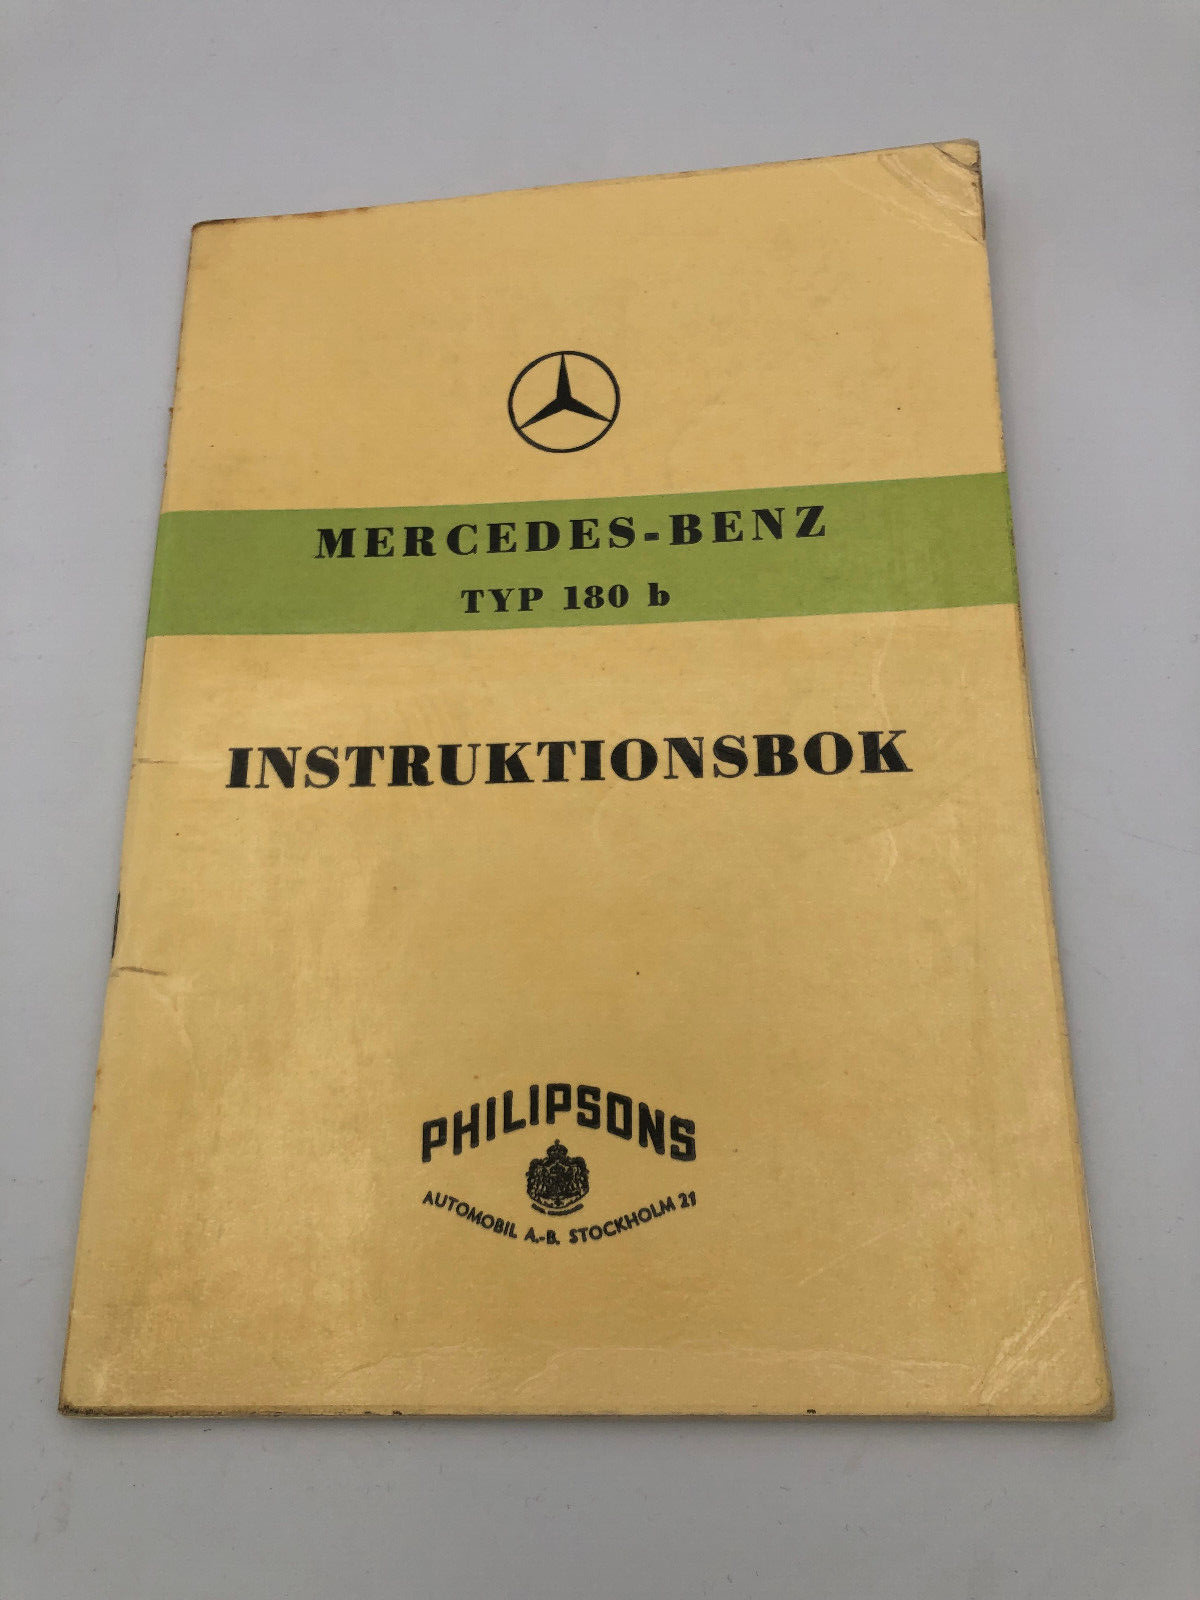 MERCEDES-BENZ
TYP 180 b
INSTRUKTIONSBOK
PHILIPSONS
AUTOMOBIL A.-B. STOCKHOLM 21